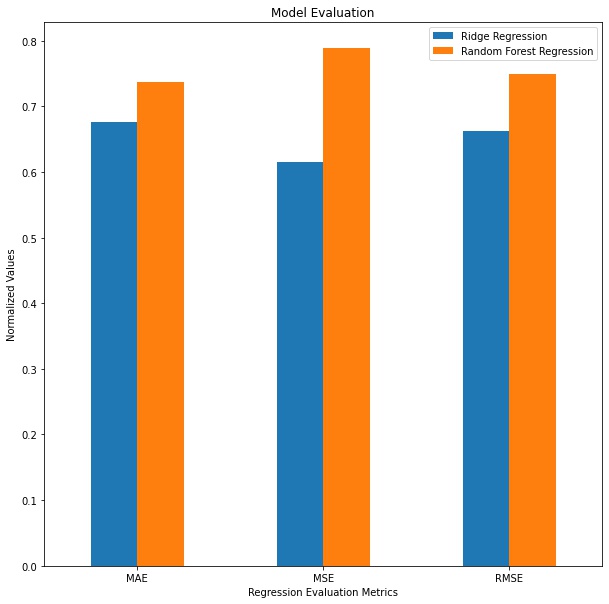 Model Evaluation
Ridge Regression
Random Forest Regression
Normalized Values
0.8
0.7
0.6
0.5
0.4
0.3
0.2
0.1
0.0
MAE
MSE
RMSE
Regression Evaluation Metrics